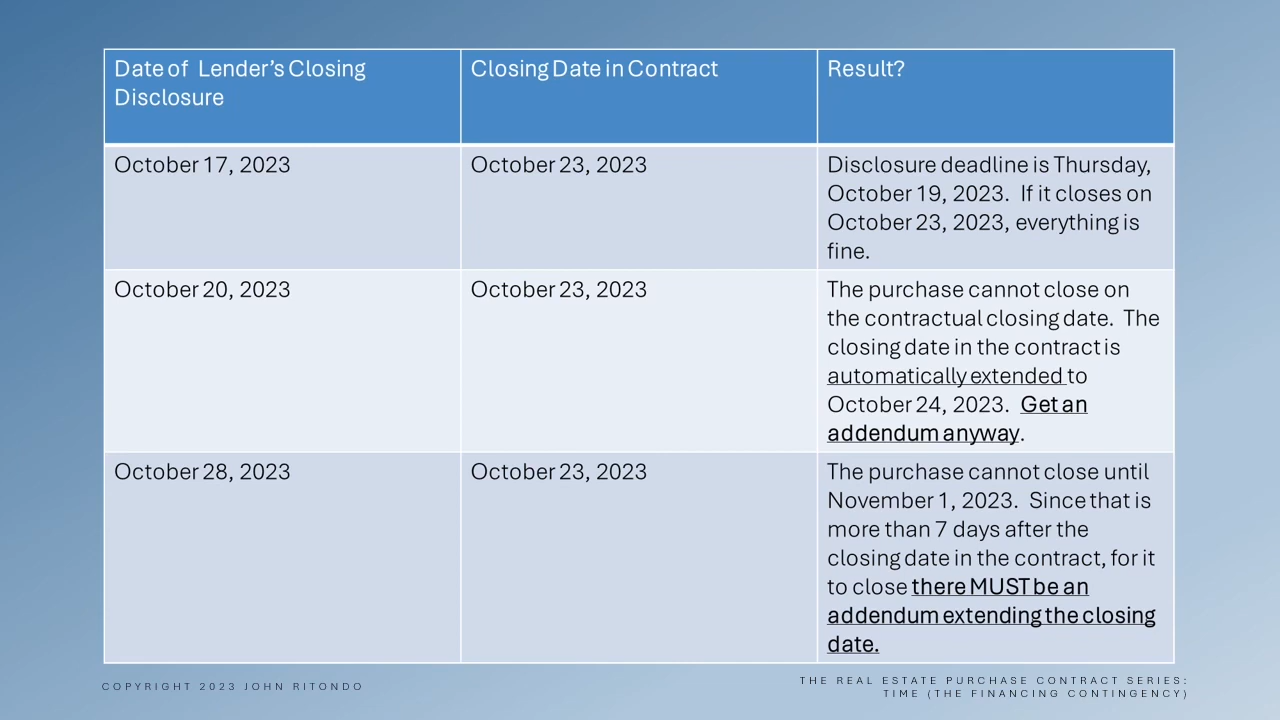 Date of Lender's Closing
Disclosure
Closing Date in Contract
Result?
October 17, 2023
October 23, 2023
Disclosure deadline is Thursday,
October 19, 2023. If it closes on
October 23, 2023, everything is
fine.
October 20, 2023
October 23, 2023
The purchase cannot close on
the contractual closing date. The
closing date in the contract is
automatically extended to
October 24, 2023. Get an
addendum anyway.
October 28, 2023
October 23, 2023
The purchase cannot close until
November 1, 2023. Since that is
more than 7 days after the
closing date in the contract, for it
to close there MUST be an
addendum extending the closing
date.
COPYRIGHT 2023 JOHN RITONDO
THE REAL ESTATE PURCHASE CONTRACT SERIES:
TIME (THE FINANCING CONTINGENCY)